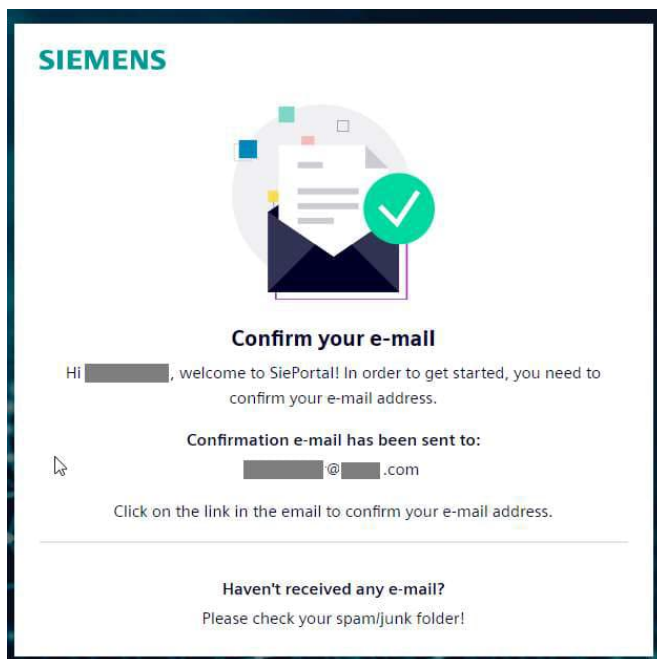 SIEMENS
Confirm your e-mail
Hi , welcome to SiePortal! In order to get started, you need to
confirm your e-mail address.
Confirmation e-mail has been sent to:
@ .com
Click on the link in the email to confirm your e-mail address.
Haven't received any e-mail?
Please check your spam/junk folder!